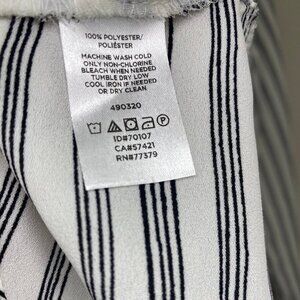 100% POLYESTER/
POLIÉSTER
MACHINE WASH COLD
ONLY NON-CHLORINE
BLEACH WHEN NEEDED
TUMBLE DRY LOW
COOL IRON IF NEEDED
OR DRY CLEAN
490320
P
ID#70107
CA#57421
RN#77379